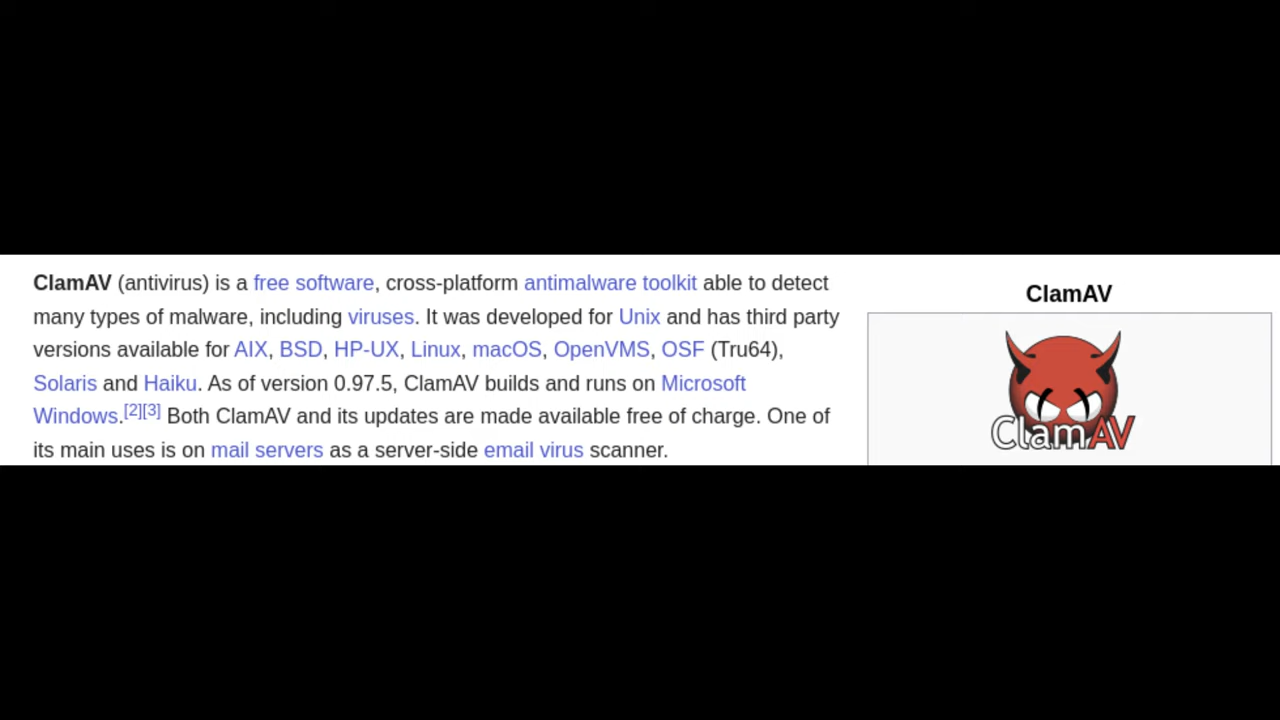 ClamAV (antivirus) is a free software, cross-platform antimalware toolkit able to detect
many types of malware, including viruses. It was developed for Unix and has third party
versions available for AIX, BSD, HP-UX, Linux, macOS, OpenVMS, OSF (Tru64),
Solaris and Haiku. As of version 0.97.5, ClamAV builds and runs on Microsoft
Windows.[2][3] Both ClamAV and its updates are made available free of charge. One of
its main uses is on mail servers as a server-side email virus scanner.
ClamAV
ClamAV